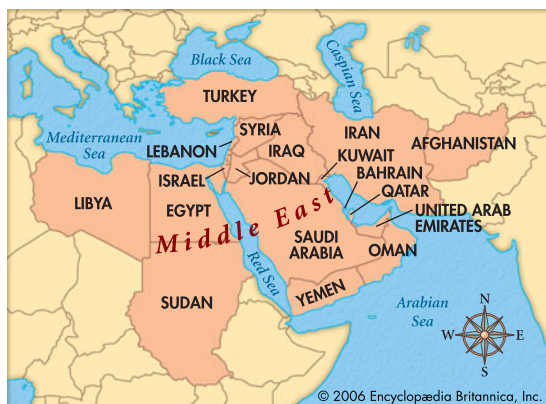 Black Sea
Caspian Sea
TURKEY
Mediterranean
Sea
SYRIA
LEBANON
IRAQ
IRAN
AFGHANISTAN
KUWAIT
BAHRAIN
QATAR
ISRAEL
JORDAN
LIBYA
EGYPT
UNITED ARAB
EMIRATES
Middle East
SAUDI
ARABIA
OMAN
Red Sea
YEMEN
SUDAN
Arabian
Sea
N
W
E
S
© 2006 Encyclopædia Britannica, Inc.